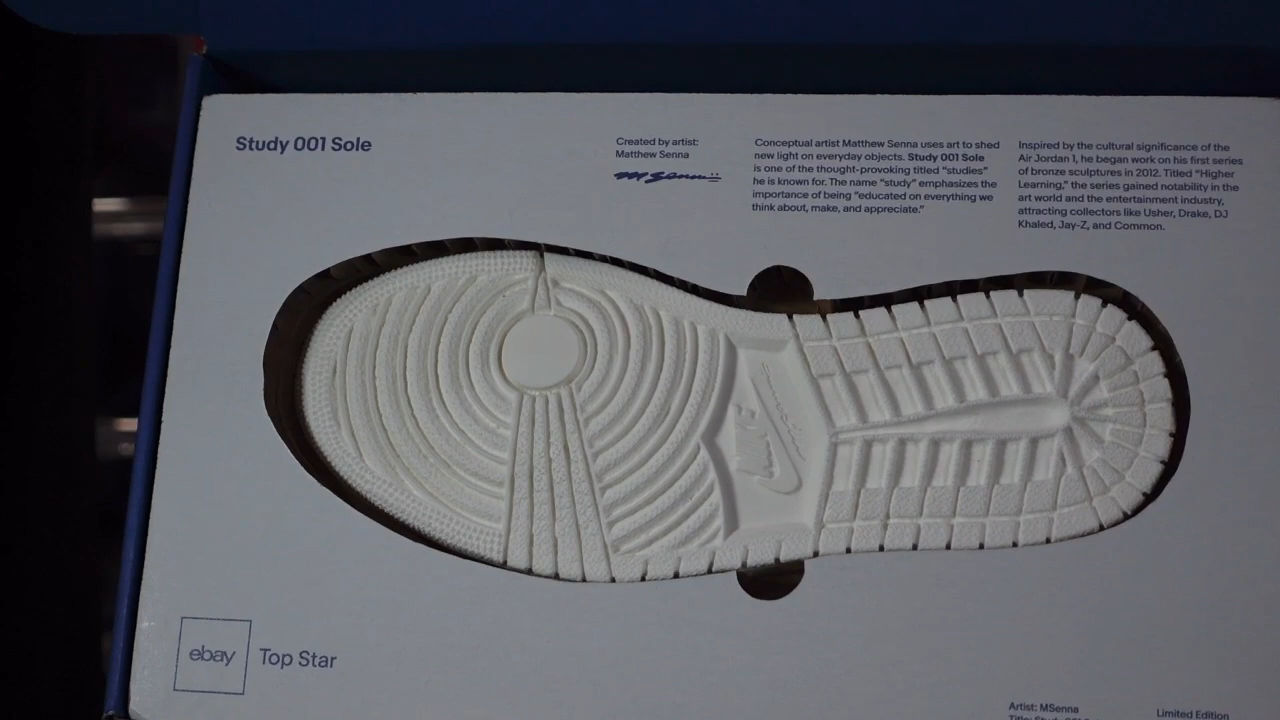 Study 001 Sole
Created by artist:
Matthew Senna
Conceptual artist Matthew Senna uses art to shed
new light on everyday objects. Study 001 Sole
is one of the thought-provoking titled “studies”
he is known for. The name “study” emphasizes the
importance of being “educated on everything we
think about, make, and appreciate.”
Inspired by the cultural significance of the
Air Jordan 1, he began work on his first series
of bronze sculptures in 2012. Titled “Higher
Learning,” the series gained notability in the
art world and the entertainment industry,
attracting collectors like Usher, Drake, DJ
Khaled, Jay-Z, and Common.
NIKE
ebay
Top Star
Artist: MSenna
Limited Edition